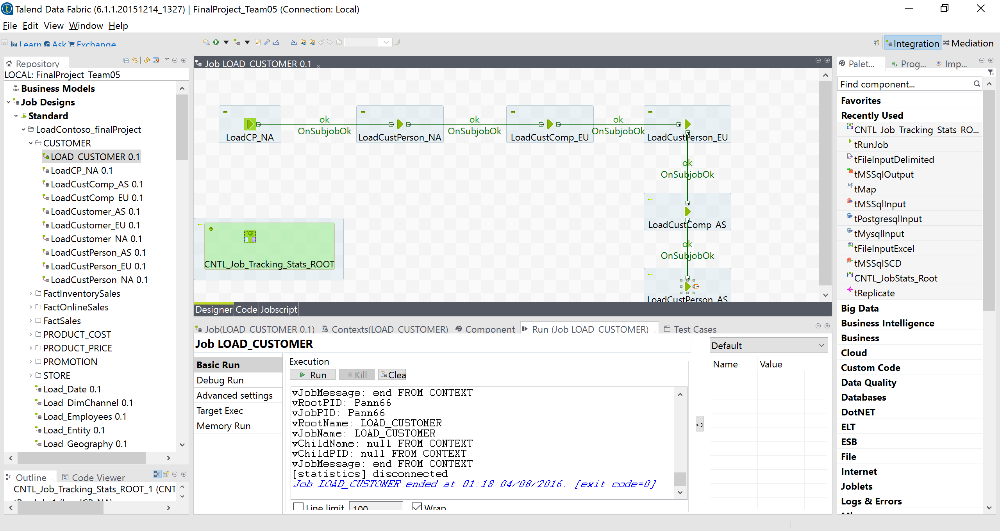 Talend Data Fabric (6.1.1.20151214_1327) | FinalProject_Team05 (Connection: Local)
File Edit View Window Help
Learn Ask Exchange
Integration Mediation
Repository
LOCAL: FinalProject_Team05
Business Models
Job Designs
Standard
LoadContoso_finalProject
CUSTOMER
LOAD_CUSTOMER 0.1
LoadCP_NA 0.1
LoadCustComp_AS 0.1
LoadCustComp_EU 0.1
LoadCustomer_AS 0.1
LoadCustomer_EU 0.1
LoadCustomer_NA 0.1
LoadCustPerson_AS 0.1
LoadCustPerson_EU 0.1
LoadCustPerson_NA 0.1
FactInventorySales
FactOnlineSales
FactSales
PRODUCT_COST
PRODUCT_PRICE
PROMOTION
STORE
Load_Date 0.1
Load_DimChannel 0.1
Load_Employees 0.1
Load_Entity 0.1
Load_Geography 0.1
Outline Code Viewer
CNTL_Job_Tracking_Stats_ROOT_1 (CNT
Job LOAD_CUSTOMER 0.1
ok ok ok
OnSubjobOk OnSubjobOk OnSubjobOk
LoadCP_NA LoadCustPerson_NA LoadCustComp_EU LoadCustPerson_EU
ok
OnSubjobOk
LoadCustComp_AS
ok
OnSubjobOk
CNTL_Job_Tracking_Stats_ROOT
LoadCustPerson_AS
Designer Code Jobscript
Job(LOAD_CUSTOMER 0.1) Contexts(LOAD_CUSTOMER) Component Run (Job LOAD_CUSTOMER) Test Cases
Job LOAD_CUSTOMER
Basic Run
Debug Run
Advanced settings
Target Exec
Memory Run
Execution
Run Kill Clea
vJobMessage: end FROM CONTEXT
vRootPID: Pann66
vJobPID: Pann66
vRootName: LOAD_CUSTOMER
vJobName: LOAD_CUSTOMER
vChildName: null FROM CONTEXT
vChildPID: null FROM CONTEXT
vJobMessage: end FROM CONTEXT
[statistics] disconnected
Job LOAD_CUSTOMER ended at 01:18 04/08/2016. [exit code=0]
Line limit 100 Wrap
Default
Name Value
Palet... Prog... Imp...
Find component...
Favorites
Recently Used
CNTL_Job_Tracking_Stats_RO...
tRunJob
tFileInputDelimited
tMSSqlOutput
tMap
tMSSqlInput
tPostgresqlInput
tMysqlInput
tFileInputExcel
tMSSqlSCD
CNTL_JobStats_Root
tReplicate
Big Data
Business Intelligence
Business
Cloud
Custom Code
Data Quality
Databases
DotNET
ELT
ESB
File
Internet
Joblets
Logs & Errors